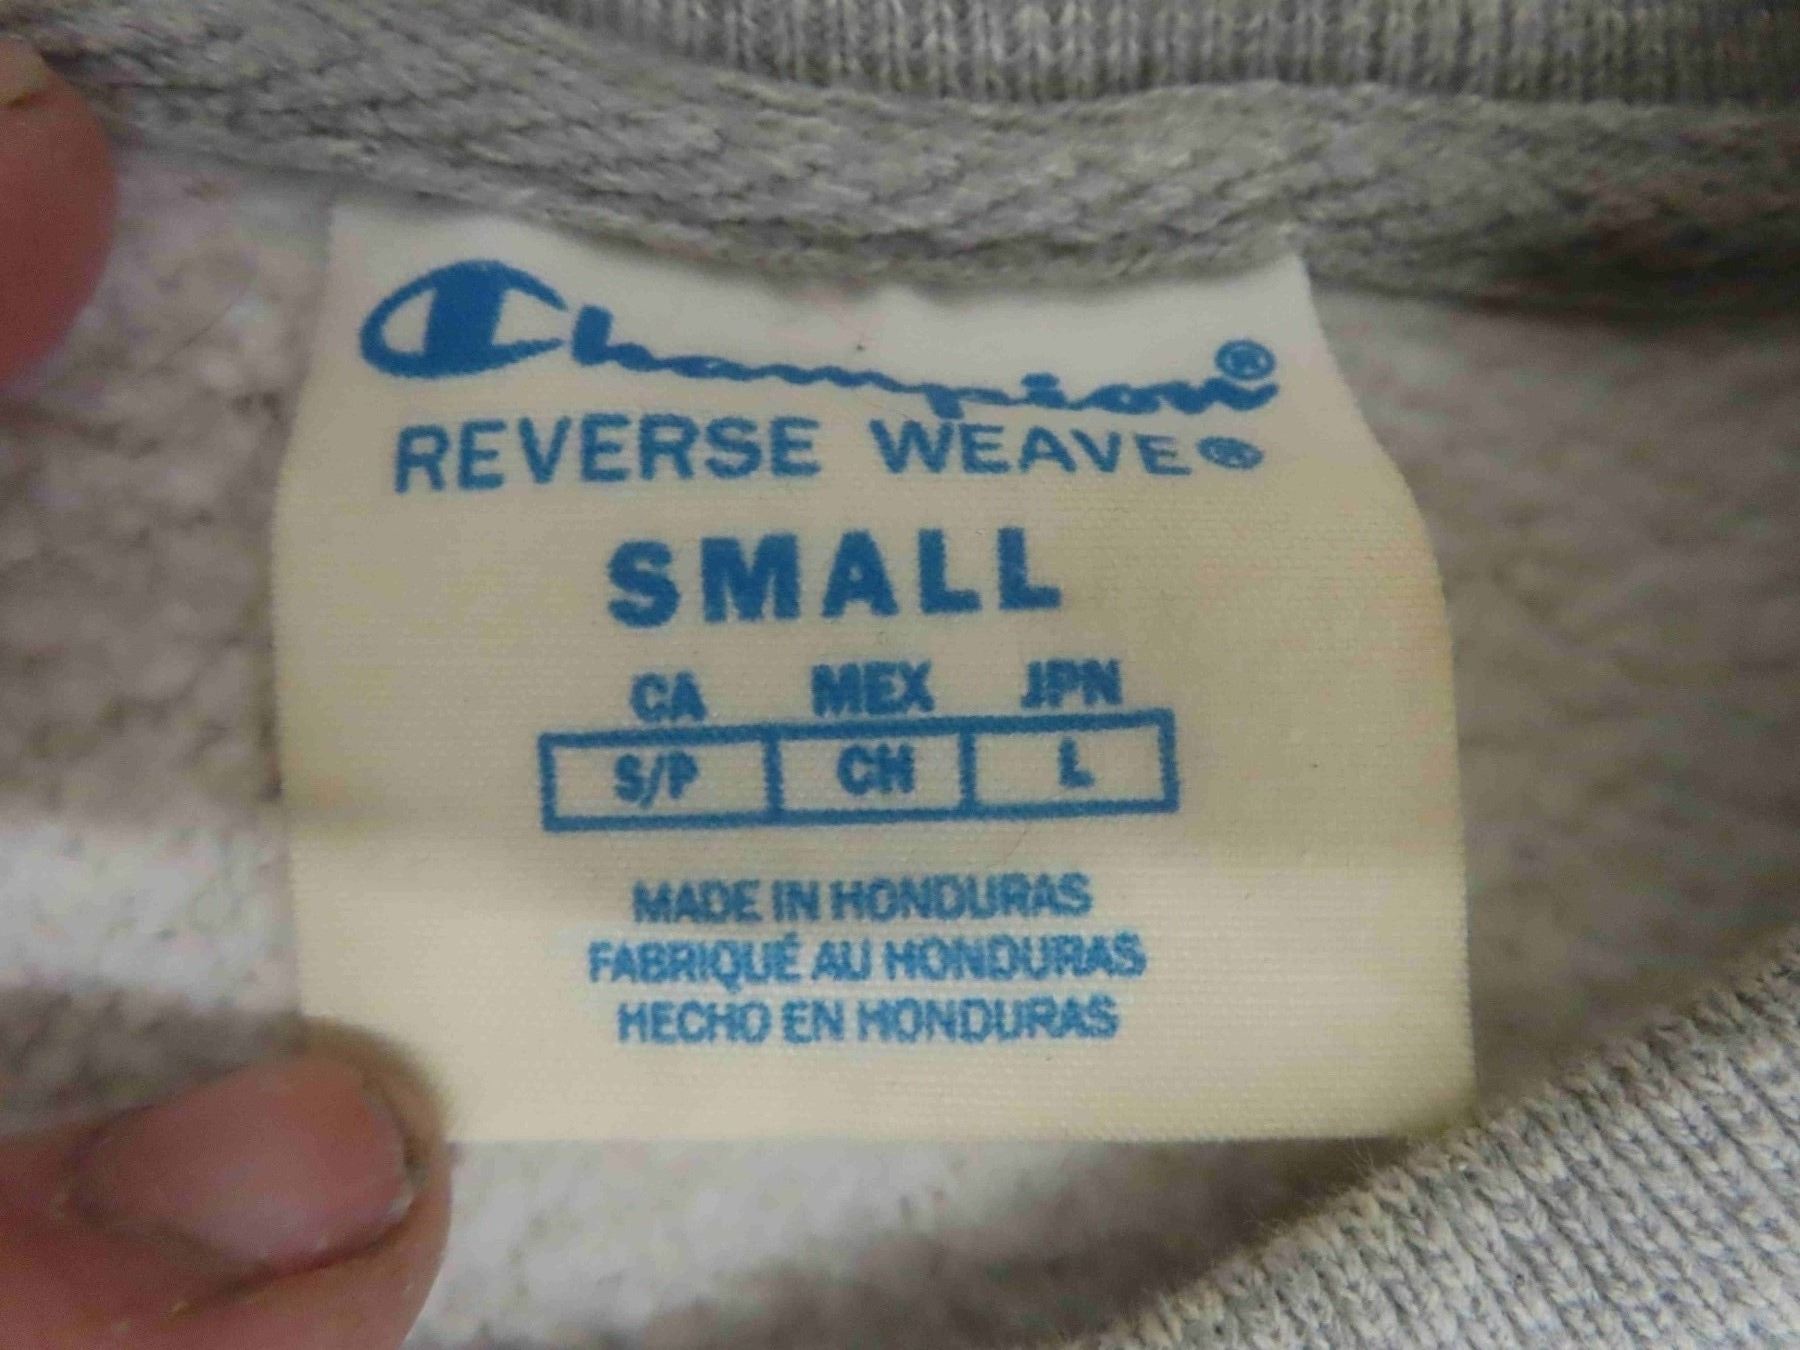 Champion®
REVERSE WEAVE®
SMALL
CA MEX JPN
S/P CH L
MADE IN HONDURAS
FABRIQUÉ AU HONDURAS
HECHO EN HONDURAS